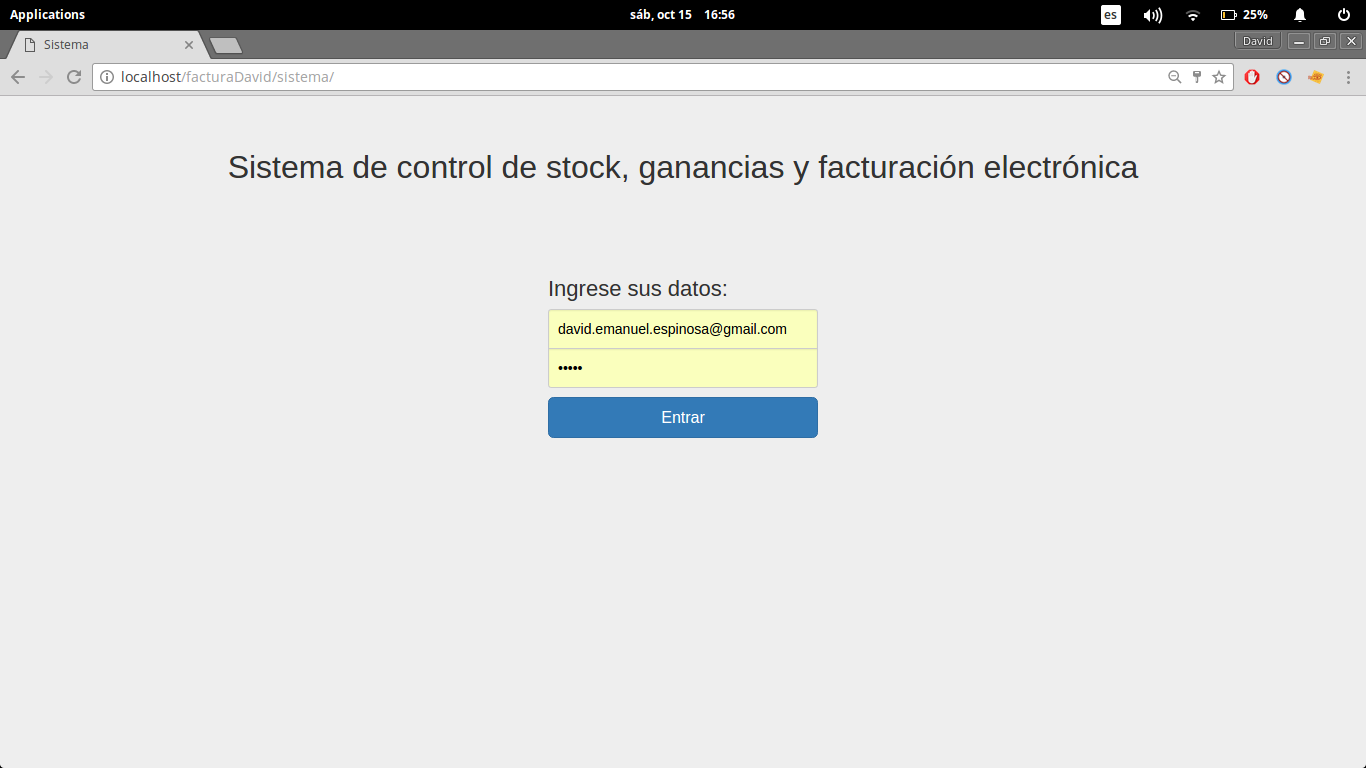 Applications sáb, oct 15 16:56 es 25%
Sistema David
localhost/facturaDavid/sistema/
Sistema de control de stock, ganancias y facturación electrónica
Ingrese sus datos:
david.emanuel.espinosa@gmail.com
•••••
Entrar